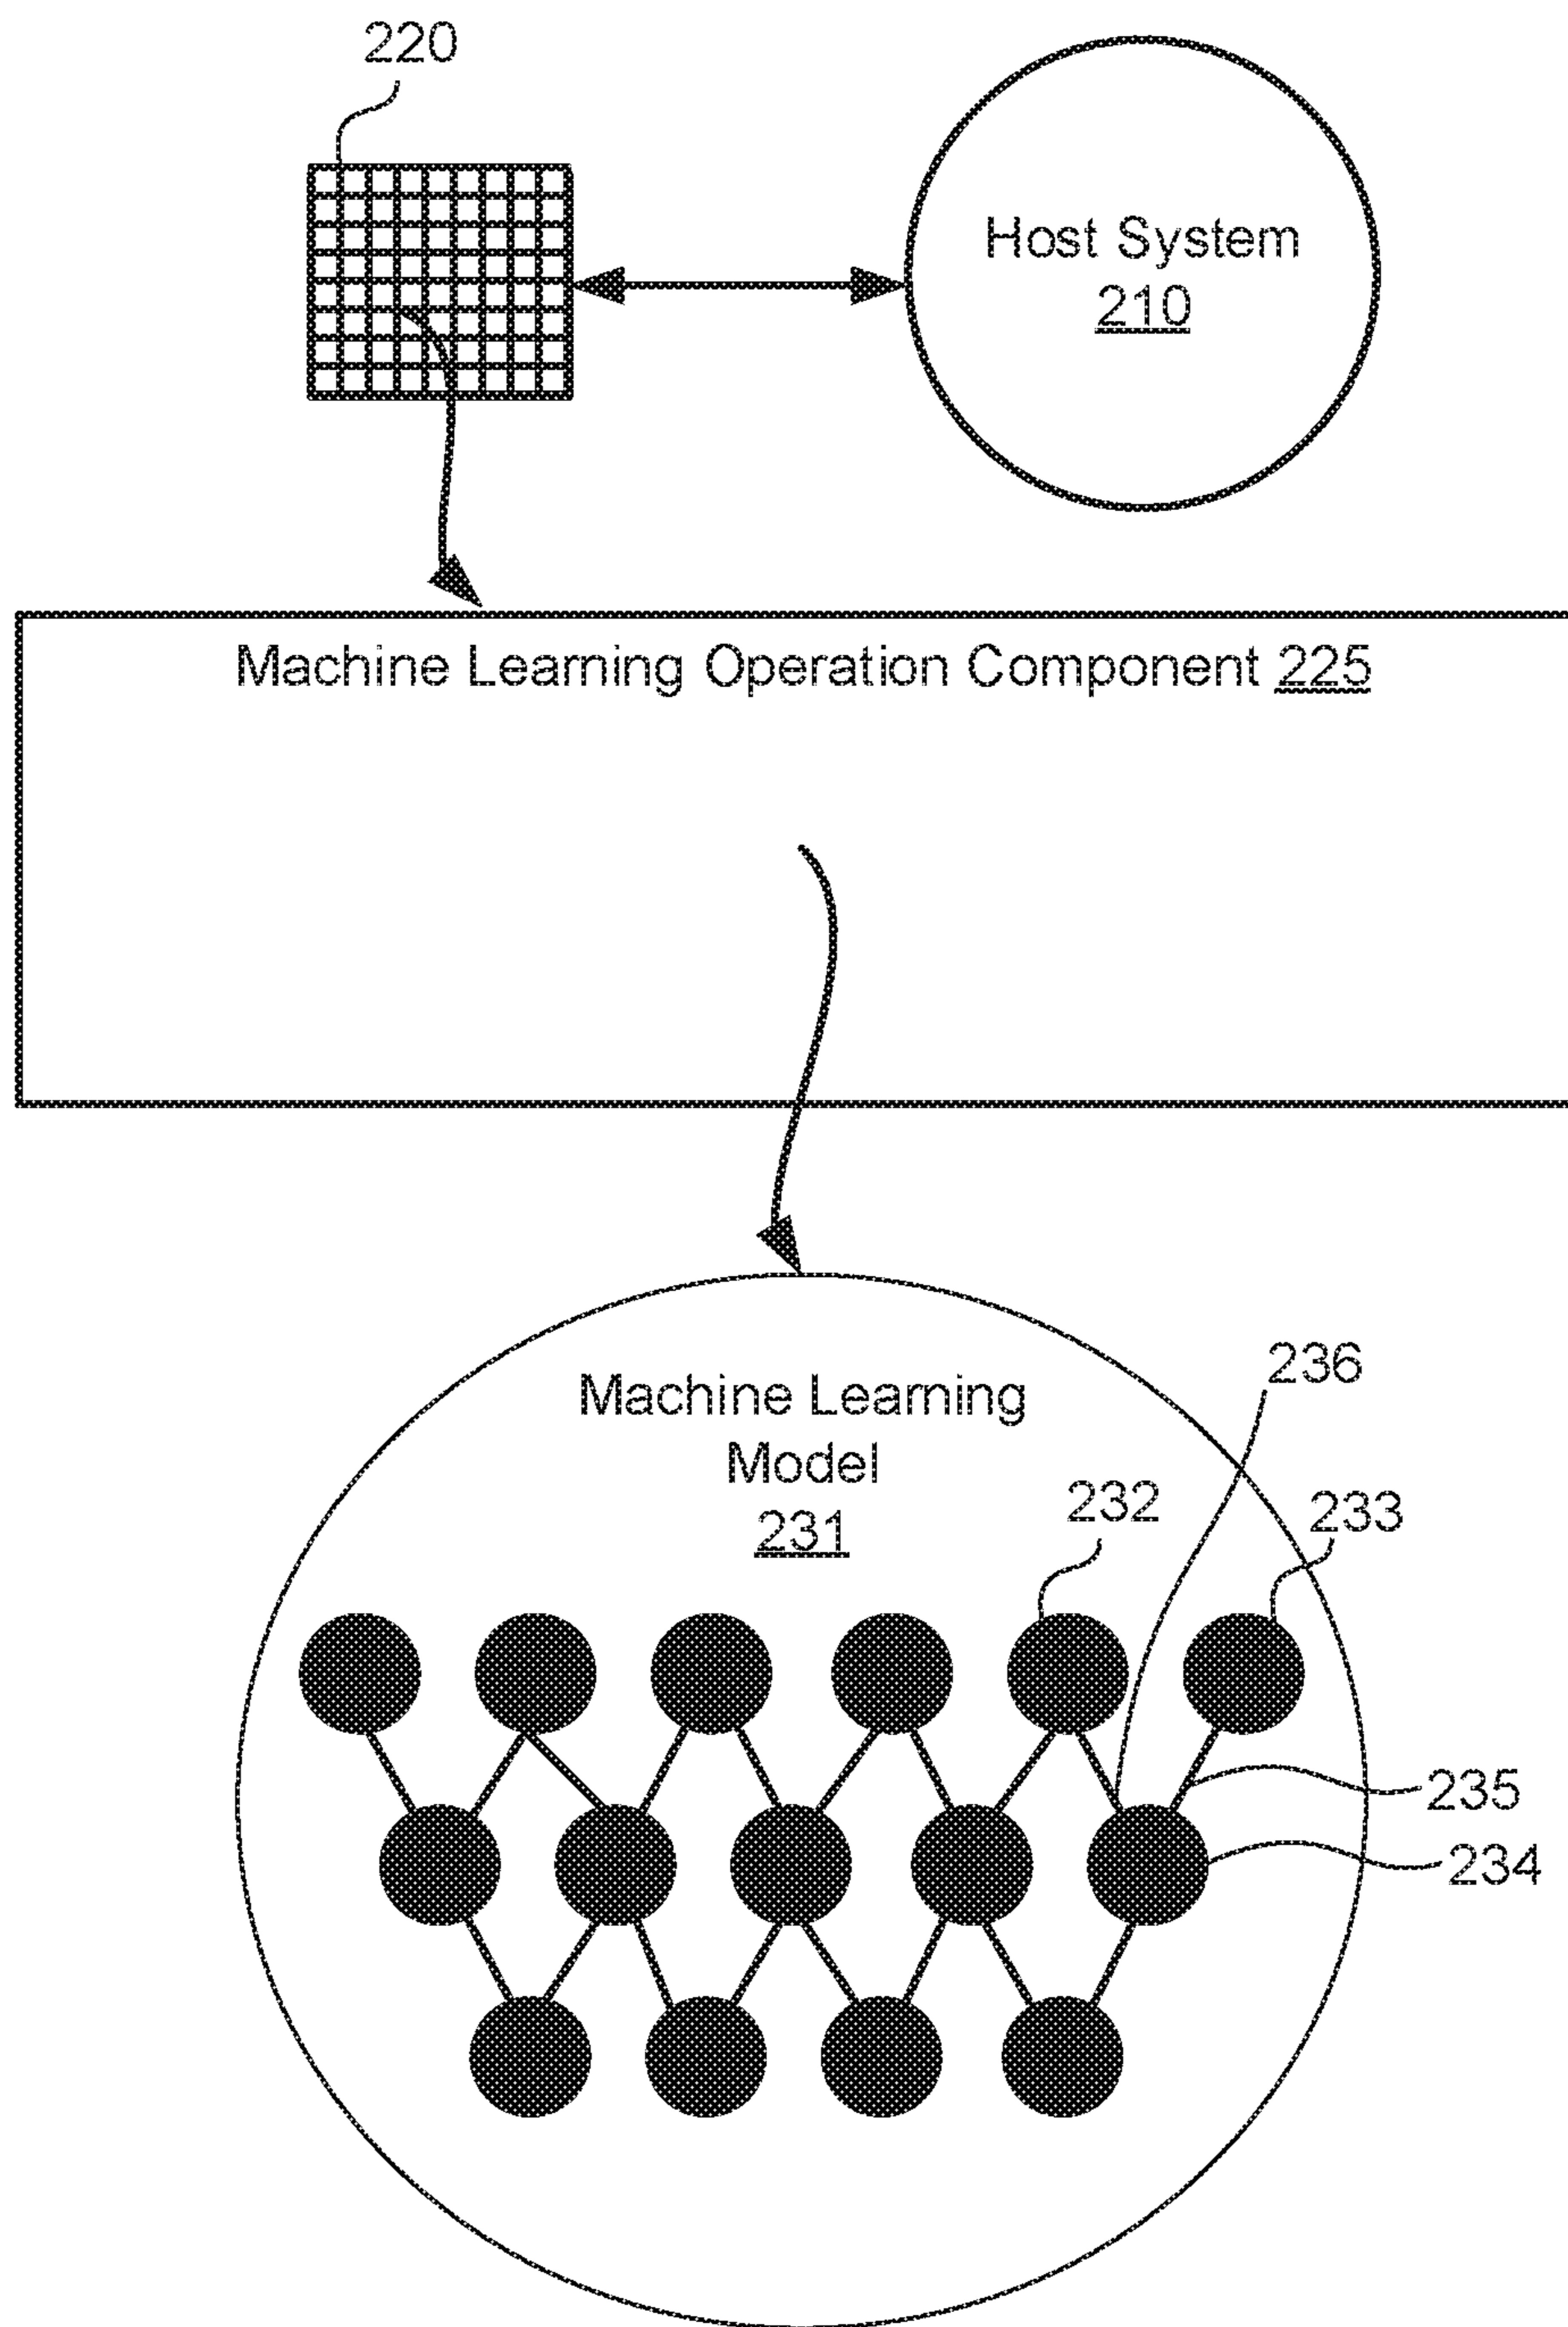 220
Host System
210
Machine Learning Operation Component 225
Machine Learning
Model
231
236
232
233
235
234